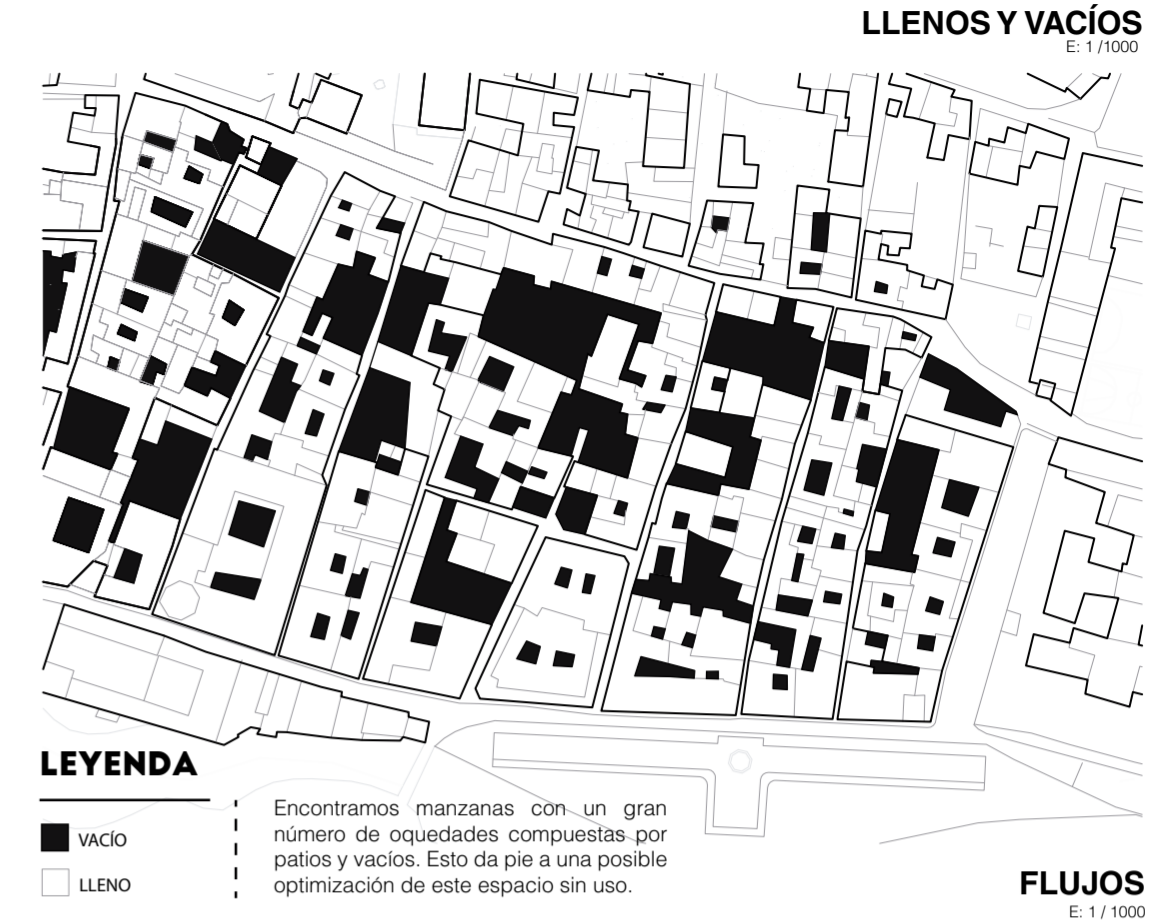 LLENOS Y VACÍOS
E: 1 /1000
LEYENDA
VACÍO
LLENO
Encontramos manzanas con un gran
número de oquedades compuestas por
patios y vacíos. Esto da pie a una posible
optimización de este espacio sin uso.
FLUJOS
E: 1 / 1000